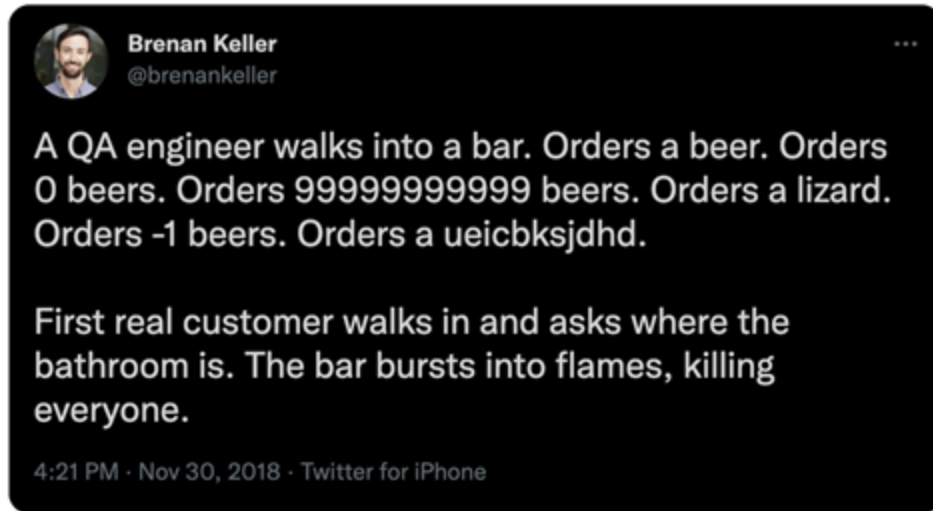 Brenan Keller
@brenankeller
A QA engineer walks into a bar. Orders a beer. Orders
0 beers. Orders 99999999999 beers. Orders a lizard.
Orders -1 beers. Orders a ueicbksjdhd.
First real customer walks in and asks where the
bathroom is. The bar bursts into flames, killing
everyone.
4:21 PM · Nov 30, 2018 · Twitter for iPhone